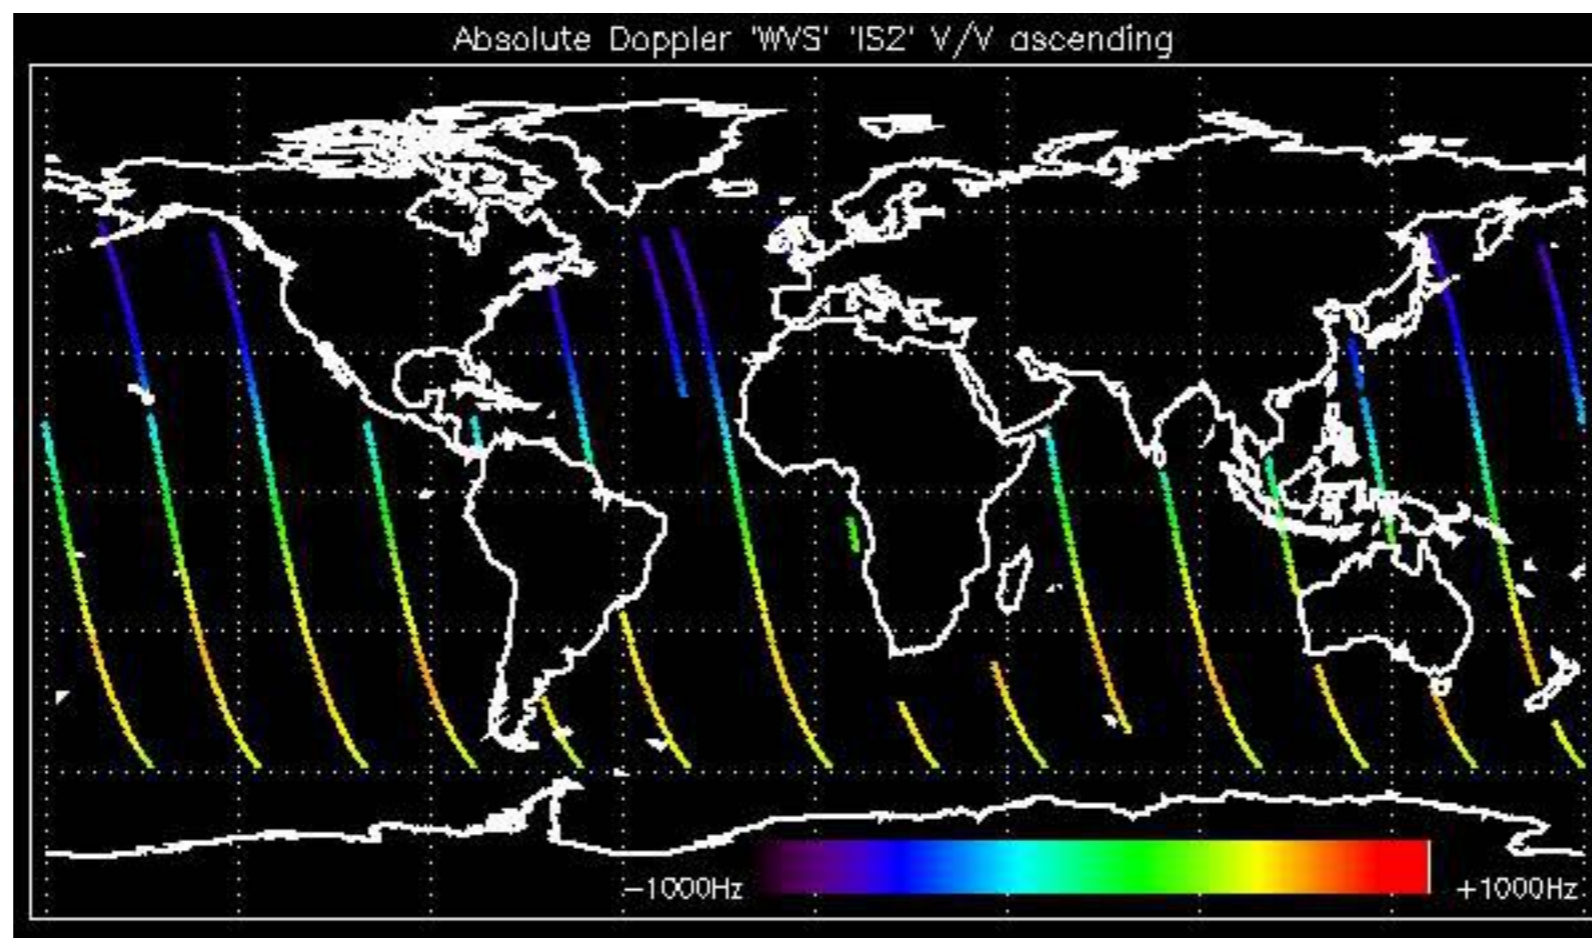 Absolute Doppler 'WVS' 'IS2' V/V ascending
−1000Hz
+1000Hz